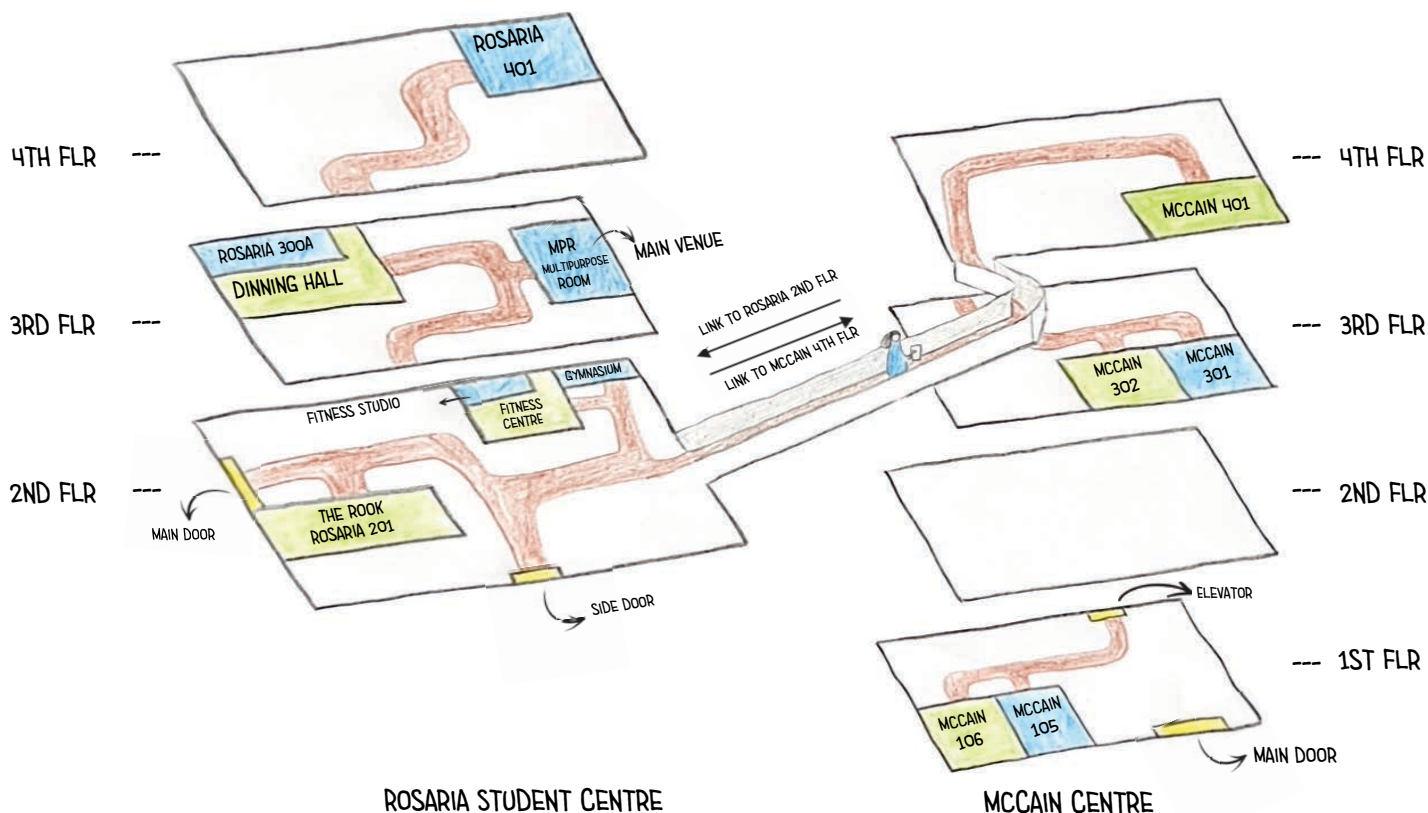 ROSARIA
401
4TH FLR ---
ROSARIA 300A
DINNING HALL
MPR
MULTIPURPOSE
ROOM
MAIN VENUE
3RD FLR ---
FITNESS STUDIO
FITNESS
CENTRE
GYMNASIUM
2ND FLR ---
MAIN DOOR
THE ROOK
ROSARIA 201
SIDE DOOR
LINK TO ROSARIA 2ND FLR
LINK TO MCCAIN 4TH FLR
--- 4TH FLR
MCCAIN 401
--- 3RD FLR
MCCAIN
302
MCCAIN
301
--- 2ND FLR
ELEVATOR
--- 1ST FLR
MCCAIN
106
MCCAIN
105
MAIN DOOR
ROSARIA STUDENT CENTRE
MCCAIN CENTRE